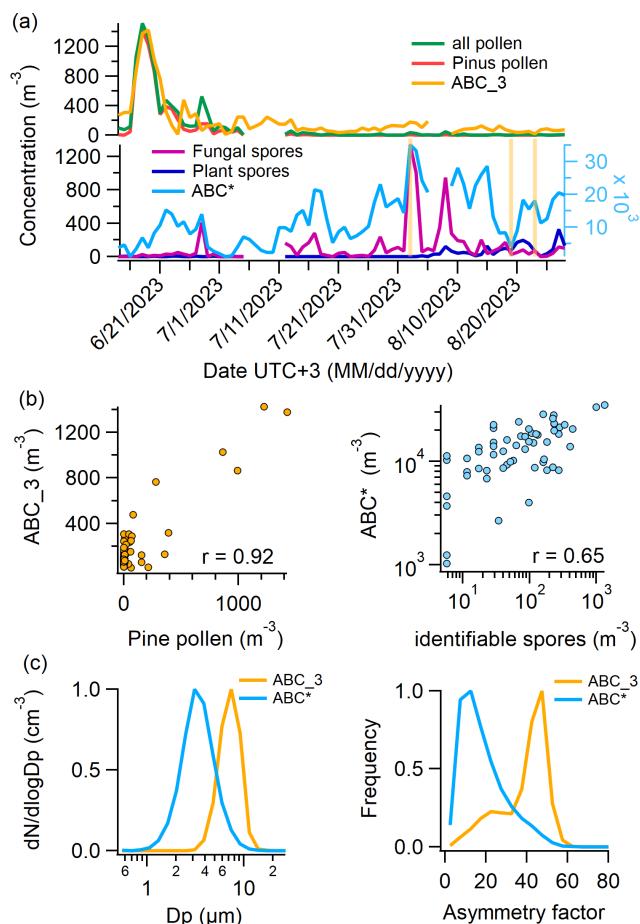 (a)
1200
800
400
0
Concentration (m⁻³)
all pollen
Pinus pollen
ABC_3
1200
800
400
0
Fungal spores
Plant spores
ABC*
30
20
10
x 10³
6/21/2023
7/1/2023
7/11/2023
7/21/2023
7/31/2023
8/10/2023
8/20/2023
Date UTC+3 (MM/dd/yyyy)
(b)
ABC_3 (m⁻³)
1200
800
400
r = 0.92
0
1000
Pine pollen (m⁻³)
ABC* (m⁻³)
10⁴
10³
r = 0.65
10¹
10²
10³
identifiable spores (m⁻³)
(c)
dN/dlogDp (cm⁻³)
1.0
0.5
0.0
ABC_3
ABC*
6
1
2
4
6
10
2
Dp (µm)
Frequency
1.0
0.5
0.0
ABC_3
ABC*
0
20
40
60
80
Asymmetry factor